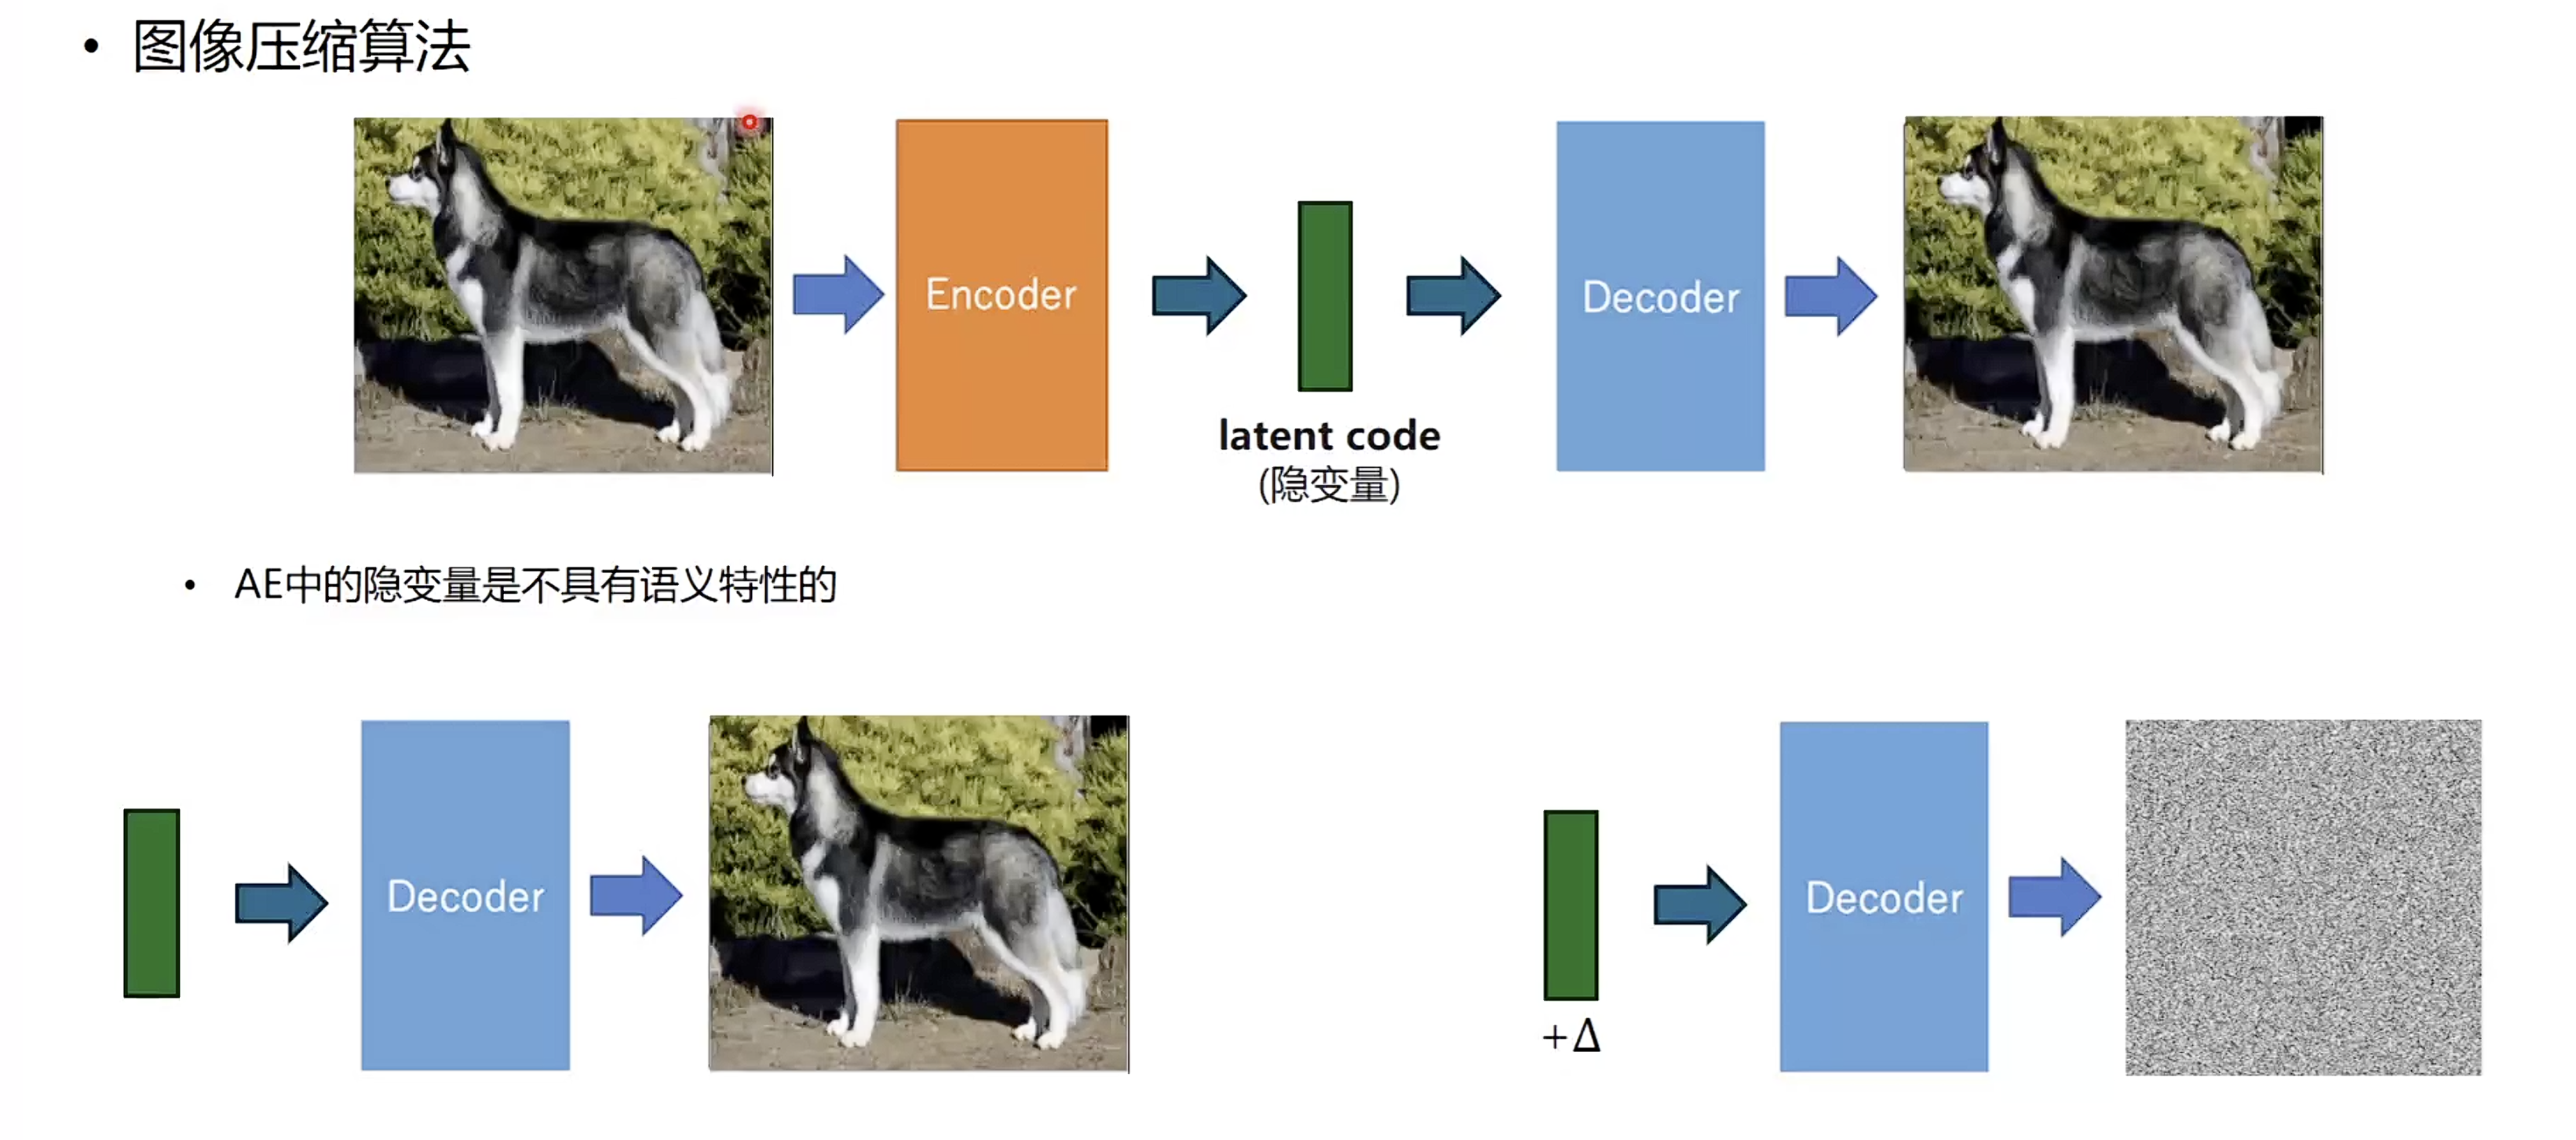 • 图像压缩算法
Encoder
Decoder
latent code
(隐变量)
• AE中的隐变量是不具有语义特性的
Decoder
Decoder
+Δ